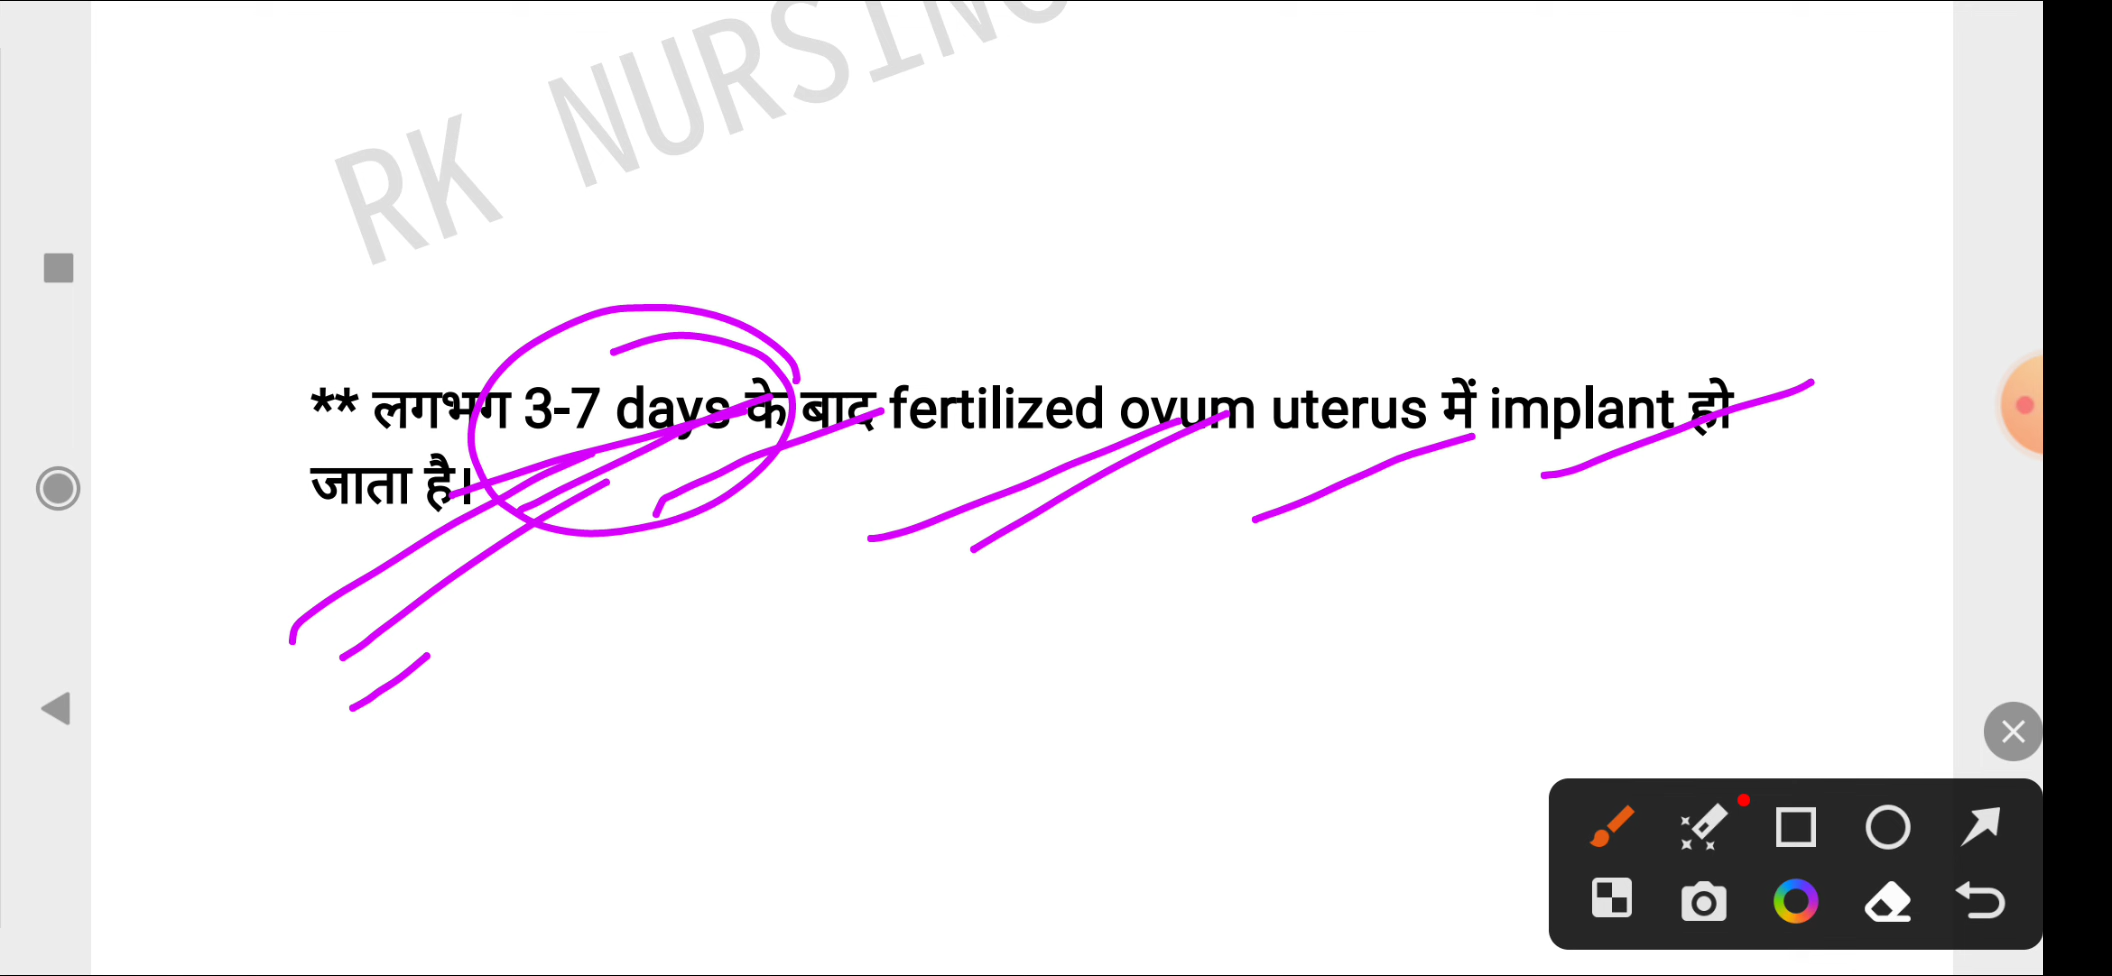 RK NURSING
** लगभग 3-7 days के बाद fertilized ovum uterus में implant हो
जाता है।